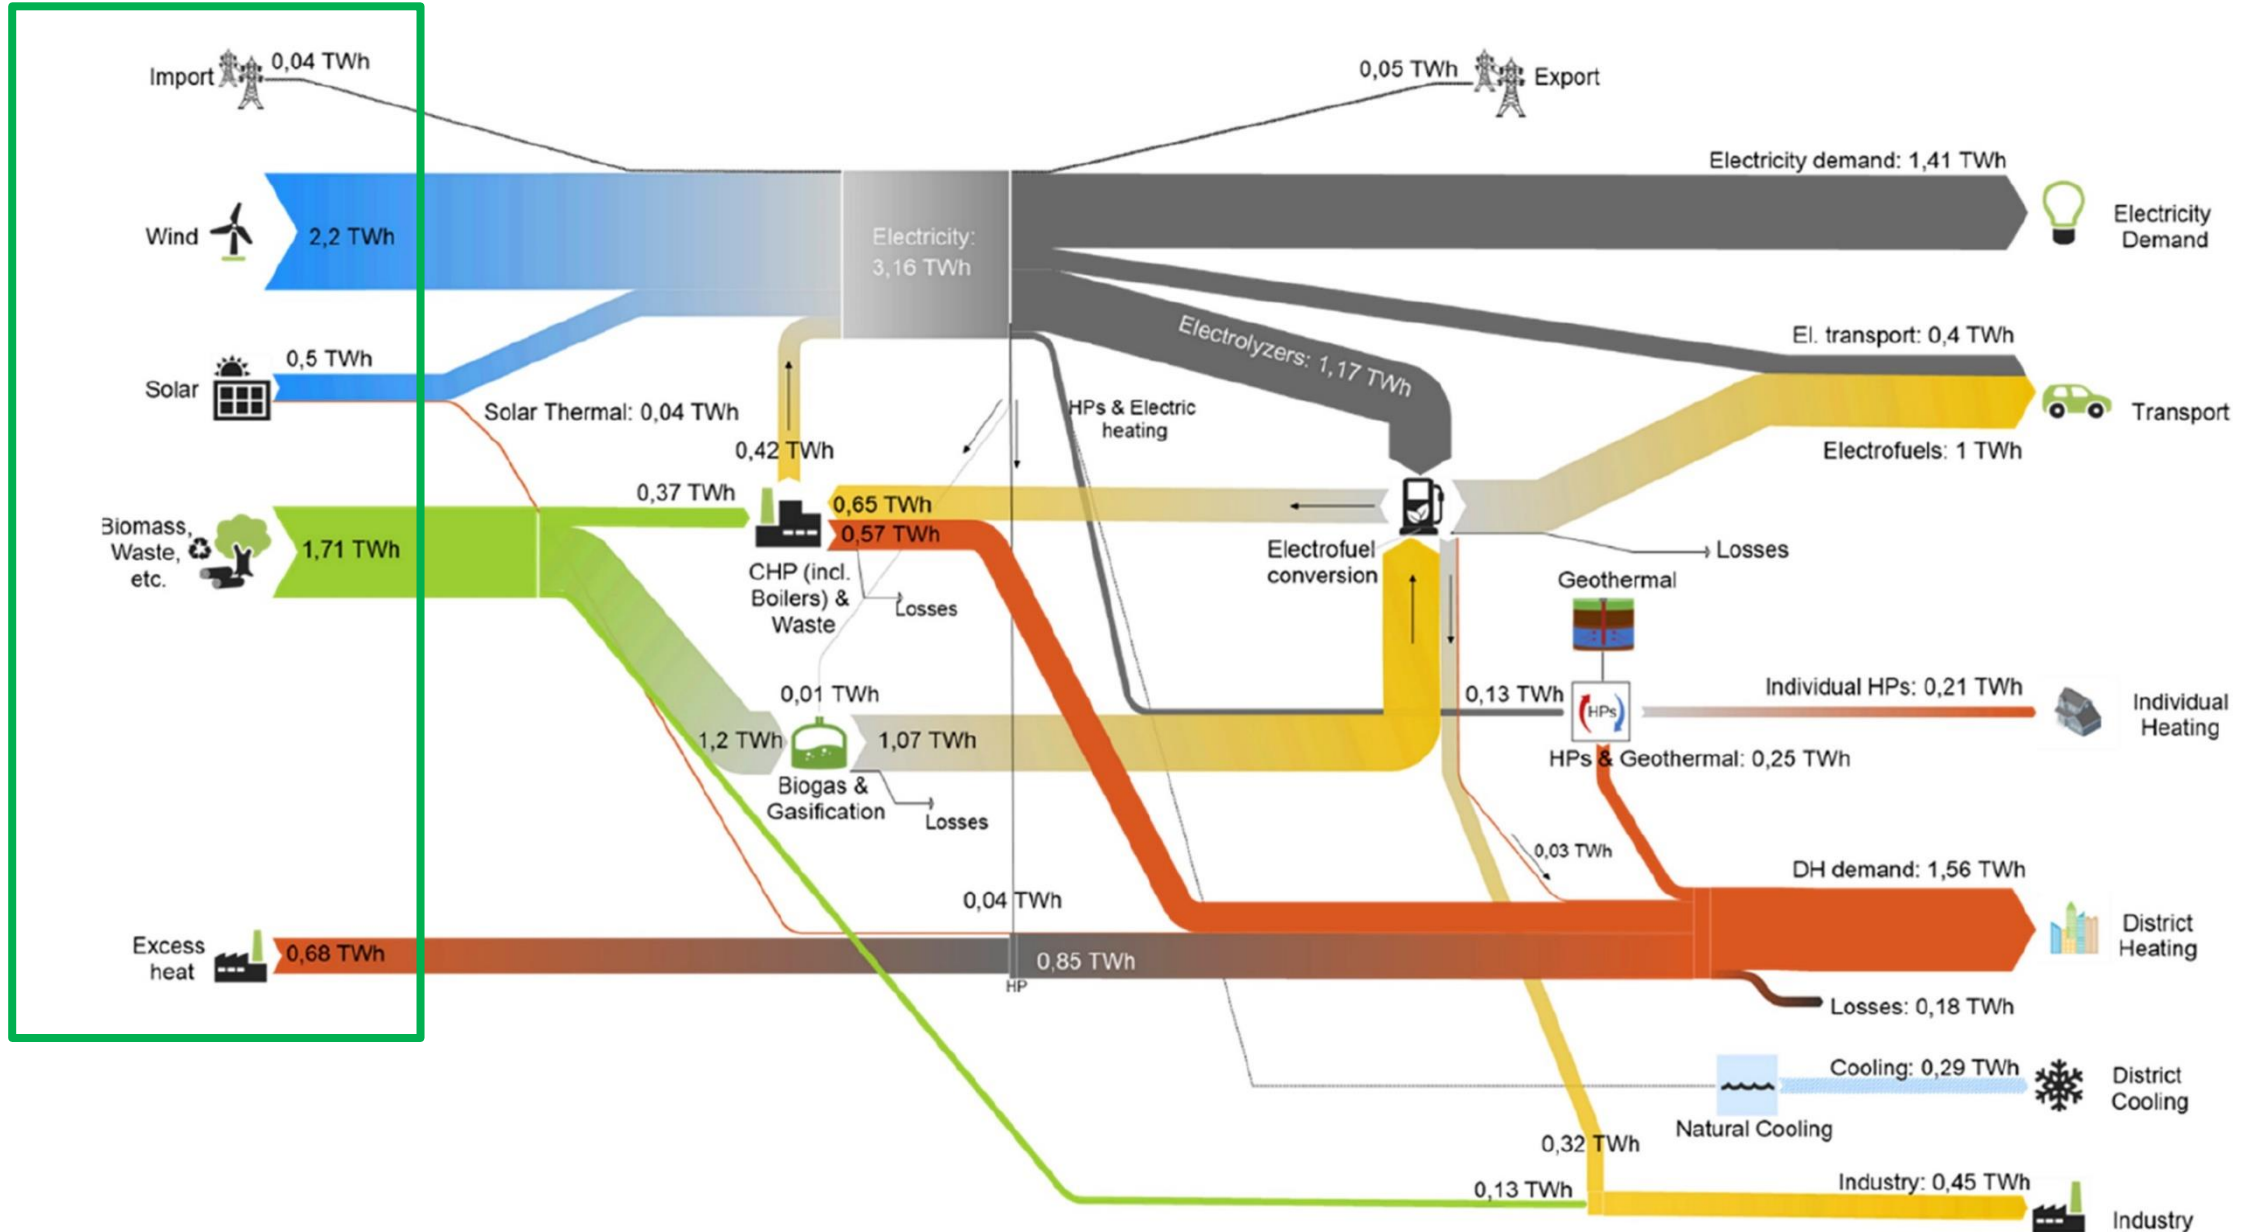 Import
0,04 TWh
0,05 TWh
Export
Electricity demand: 1,41 TWh
Wind
2,2 TWh
Electricity:
3,16 TWh
Electricity
Demand
Electrolyzers: 1,17 TWh
El. transport: 0,4 TWh
Solar
0,5 TWh
Solar Thermal: 0,04 TWh
HPs & Electric
heating
Transport
Electrofuels: 1 TWh
0,42 TWh
0,37 TWh
0,65 TWh
0,57 TWh
Biomass,
Waste,
etc.
1,71 TWh
CHP (incl.
Boilers) &
Waste
Losses
Electrofuel
conversion
Losses
Geothermal
0,01 TWh
1,2 TWh
1,07 TWh
Biogas &
Gasification
Losses
0,13 TWh
HPs
Individual HPs: 0,21 TWh
Individual
Heating
HPs & Geothermal: 0,25 TWh
0,03 TWh
DH demand: 1,56 TWh
0,04 TWh
Excess
heat
0,68 TWh
0,85 TWh
HP
District
Heating
Losses: 0,18 TWh
Cooling: 0,29 TWh
District
Cooling
Natural Cooling
0,32 TWh
0,13 TWh
Industry: 0,45 TWh
Industry